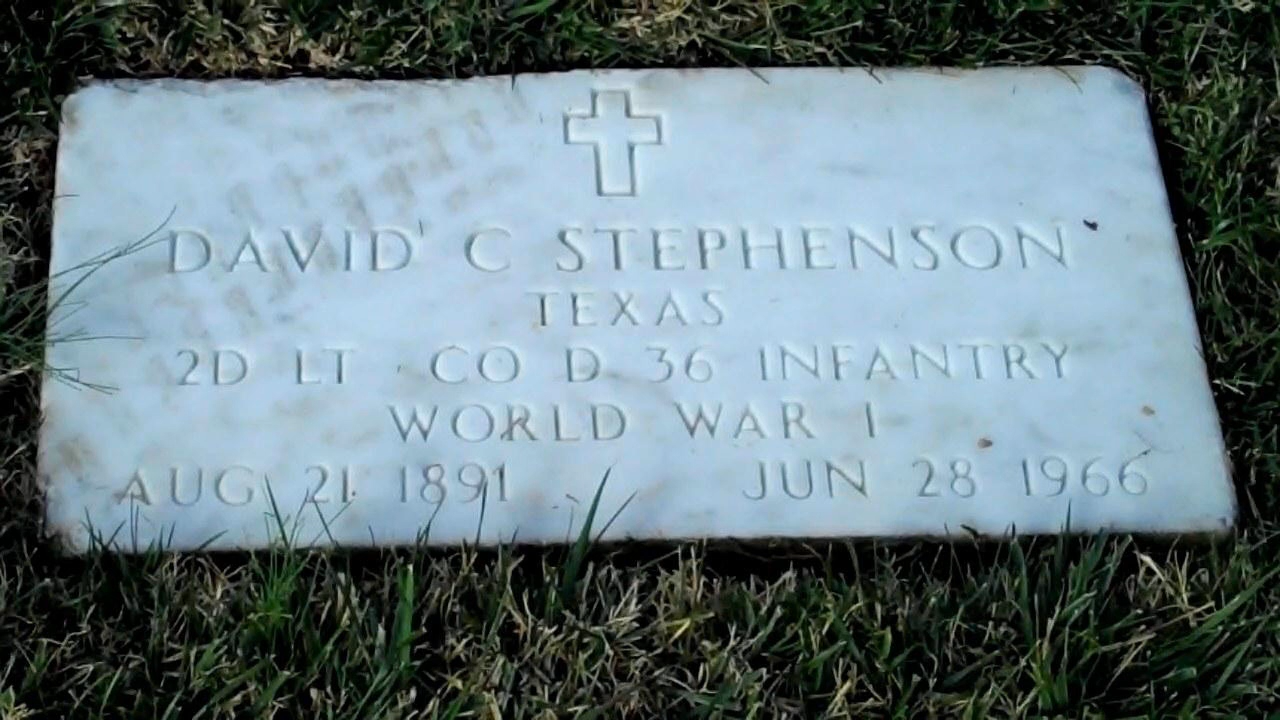 DAVID C STEPHENSON
TEXAS
2D LT CO D 36 INFANTRY
WORLD WAR I
AUG 21 1891 JUN 28 1966